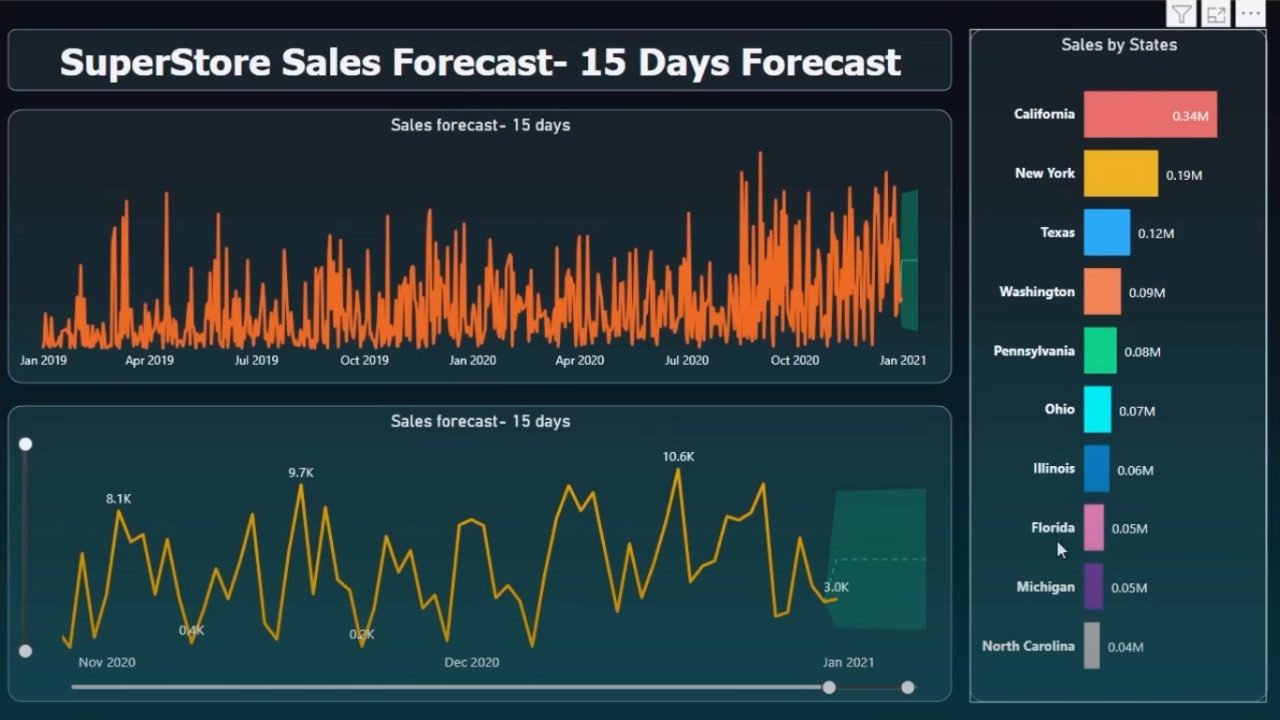 SuperStore Sales Forecast- 15 Days Forecast
Sales forecast- 15 days
Jan 2019 Apr 2019 Jul 2019 Oct 2019 Jan 2020 Apr 2020 Jul 2020 Oct 2020 Jan 2021
Sales forecast- 15 days
10.6K
9.7K
8.1K
3.0K
0.4K
0.2K
Nov 2020 Dec 2020 Jan 2021
Sales by States
California 0.34M
New York 0.19M
Texas 0.12M
Washington 0.09M
Pennsylvania 0.08M
Ohio 0.07M
Illinois 0.06M
Florida 0.05M
Michigan 0.05M
North Carolina 0.04M